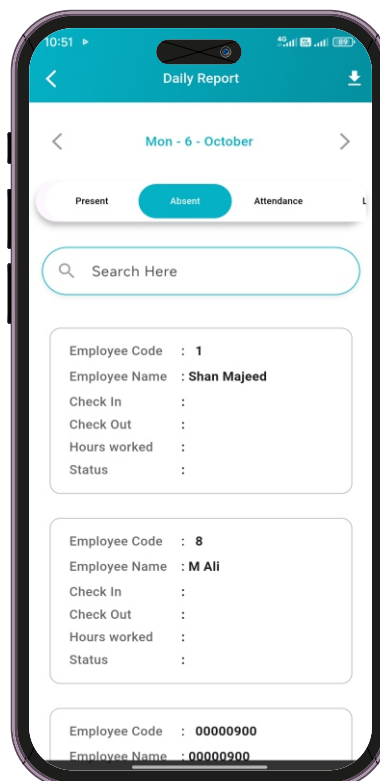 10:51
4G 89
Daily Report
Mon - 6 - October
Present Absent Attendance L
Search Here
Employee Code : 1
Employee Name : Shan Majeed
Check In :
Check Out :
Hours worked :
Status :
Employee Code : 8
Employee Name : M Ali
Check In :
Check Out :
Hours worked :
Status :
Employee Code : 00000900
Employee Name : 00000900